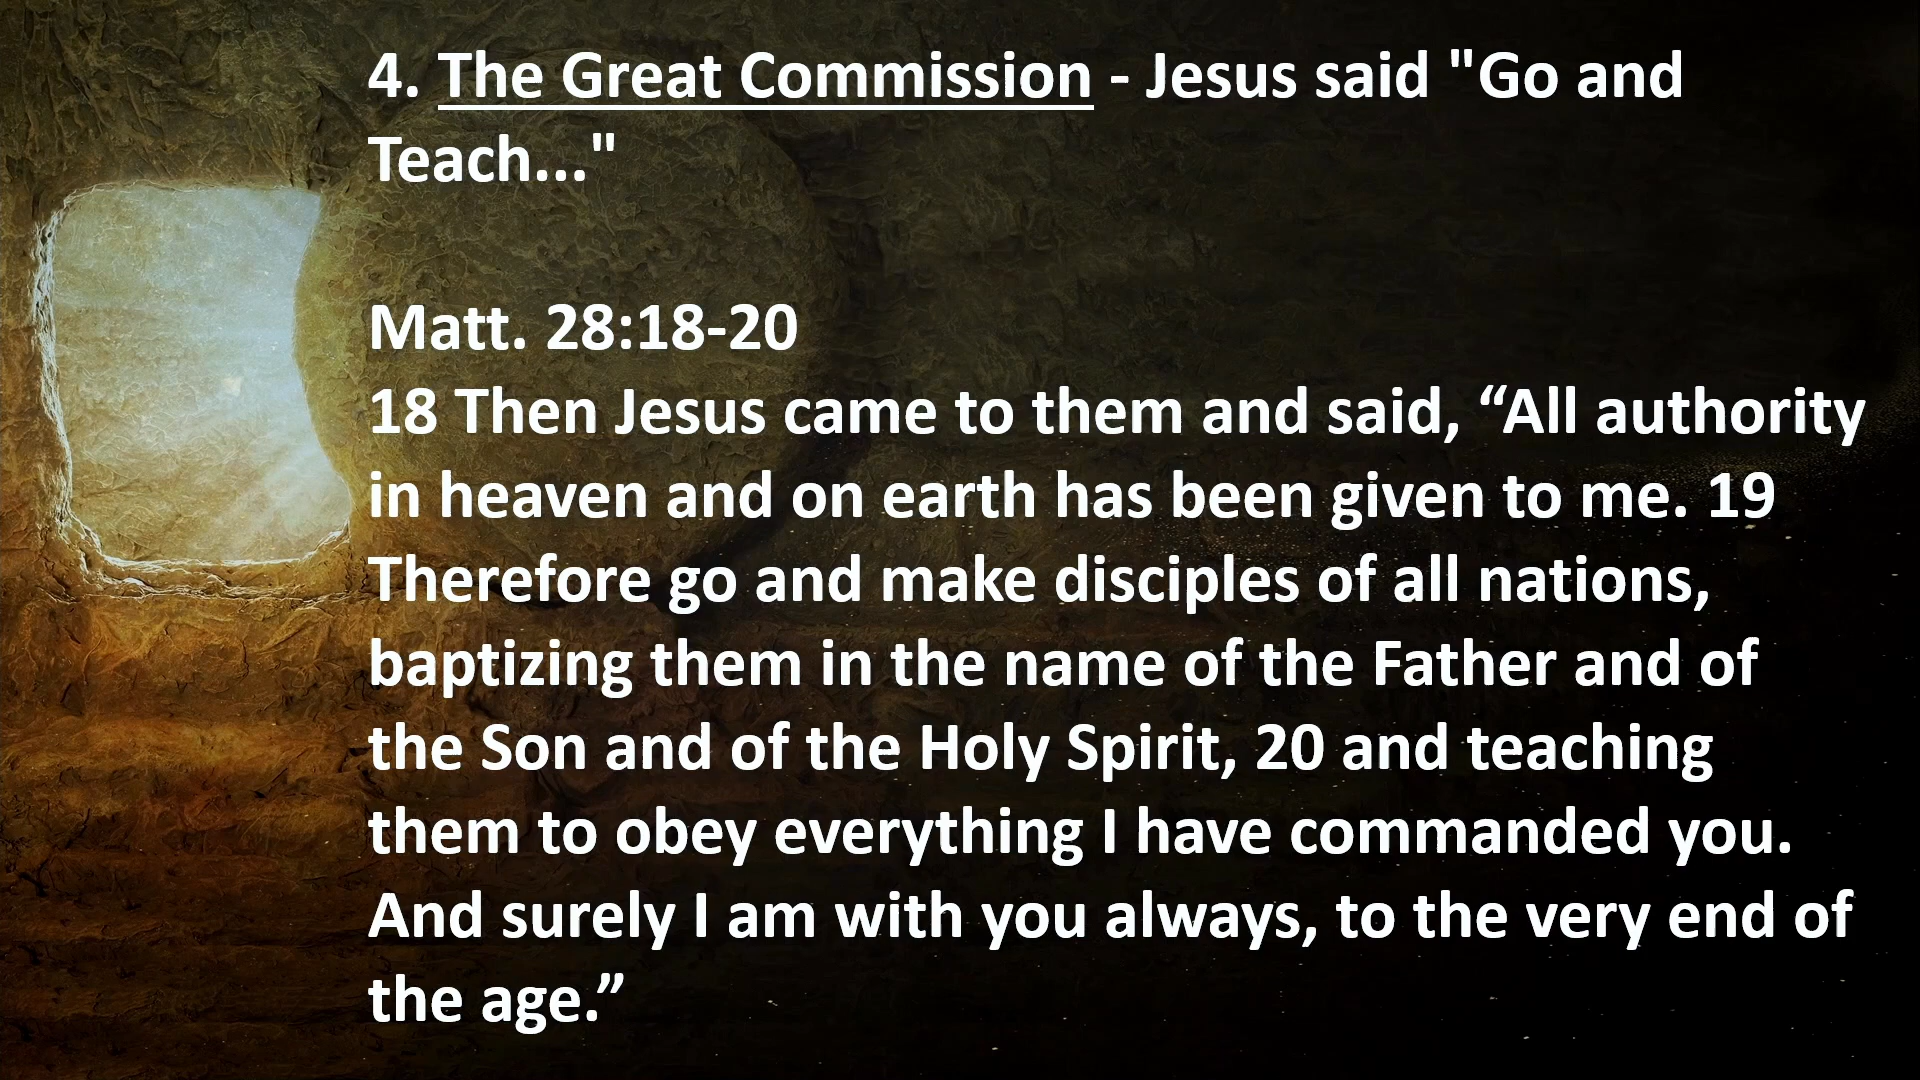 4. The Great Commission - Jesus said "Go and
Teach..."
Matt. 28:18-20
18 Then Jesus came to them and said, “All authority
in heaven and on earth has been given to me. 19
Therefore go and make disciples of all nations,
baptizing them in the name of the Father and of
the Son and of the Holy Spirit, 20 and teaching
them to obey everything I have commanded you.
And surely I am with you always, to the very end of
the age.”